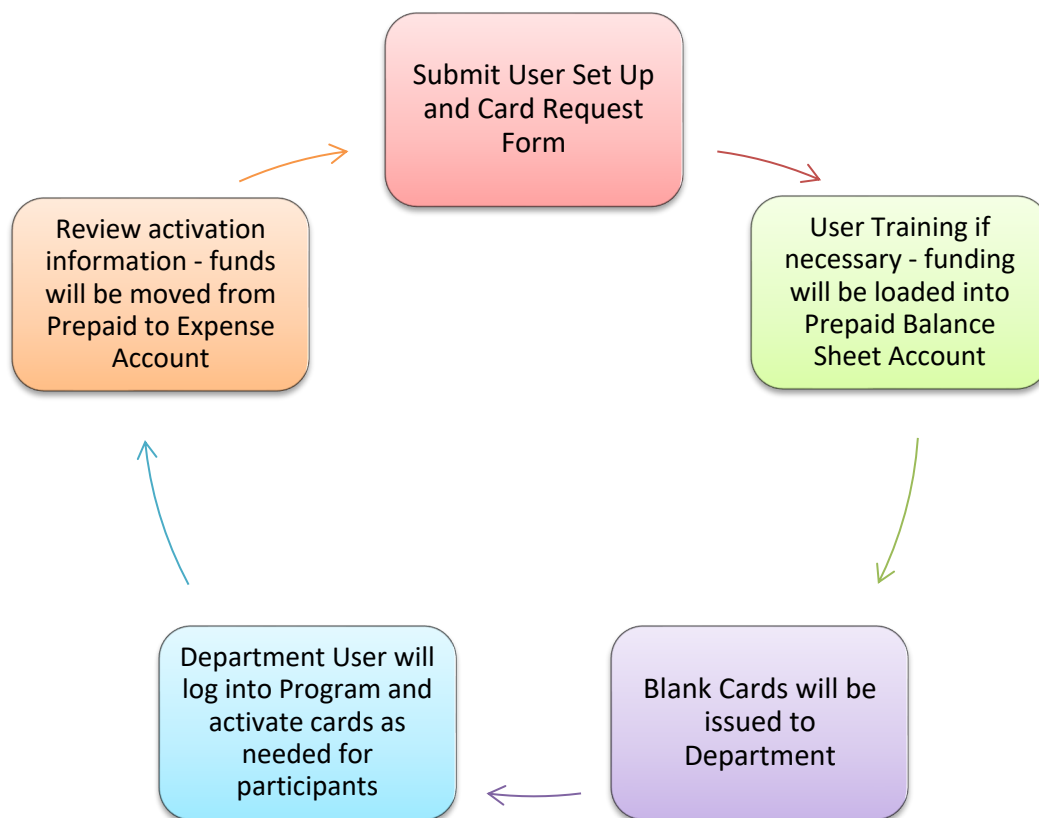 Submit User Set Up
and Card Request
Form
User Training if
necessary - funding
will be loaded into
Prepaid Balance
Sheet Account
Blank Cards will be
issued to
Department
Department User will
log into Program and
activate cards as
needed for
participants
Review activation
information - funds
will be moved from
Prepaid to Expense
Account